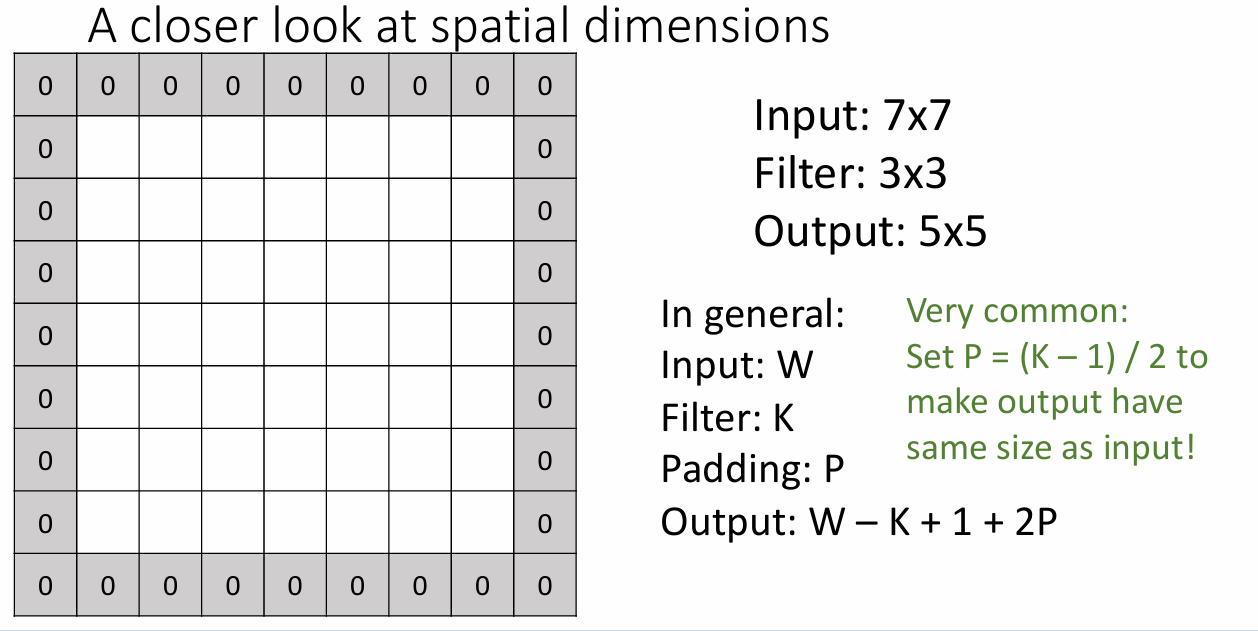 A closer look at spatial dimensions
0 0 0 0 0 0 0 0 0
0 0
0 0
0 0
0 0
0 0
0 0
0 0
0 0 0 0 0 0 0 0 0
Input: 7x7
Filter: 3x3
Output: 5x5
In general:
Input: W
Filter: K
Padding: P
Output: W – K + 1 + 2P
Very common:
Set P = (K – 1) / 2 to
make output have
same size as input!